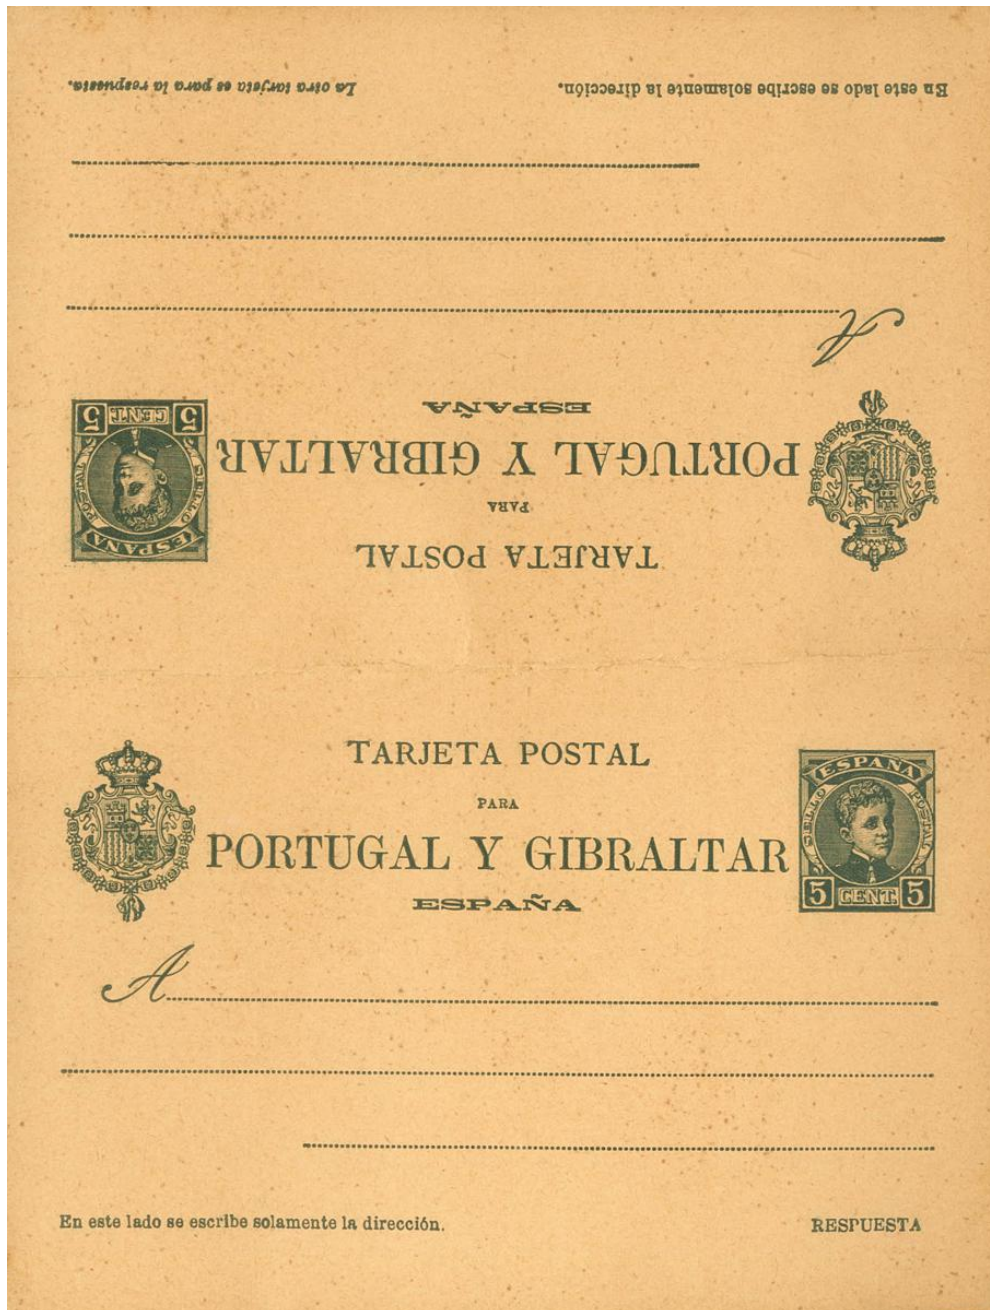 En este lado se escribe solamente la dirección.
La otra tarjeta es para la respuesta.
A
ESPAÑA
PORTUGAL Y GIBRALTAR
PARA
TARJETA POSTAL
ESPAÑA
SELLO POSTAL
5 CENT. 5
TARJETA POSTAL
PARA
PORTUGAL Y GIBRALTAR
ESPAÑA
ESPAÑA
SELLO POSTAL
5 CENT. 5
A
En este lado se escribe solamente la dirección.
RESPUESTA